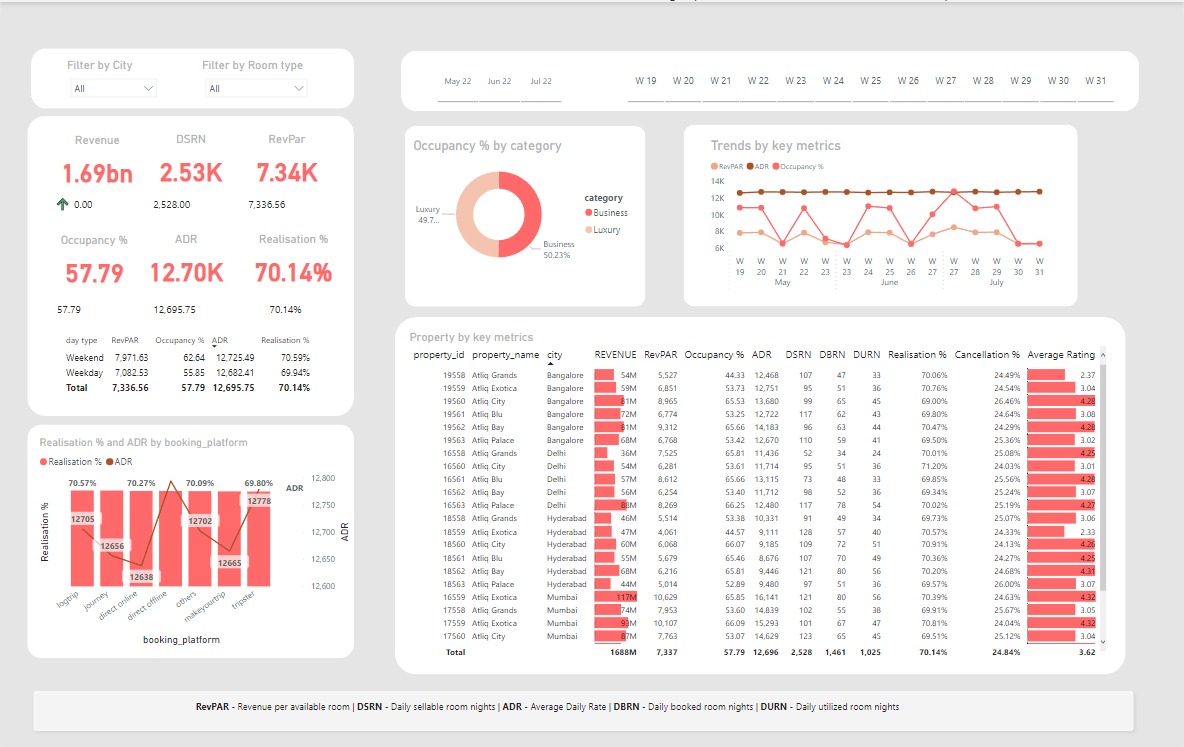 Filter by City
Filter by Room type
All
All
May 22 Jun 22 Jul 22
W 19 W 20 W 21 W 22 W 23 W 24 W 25 W 26 W 27 W 28 W 29 W 30 W 31
Revenue DSRN RevPar
1.69bn 2.53K 7.34K
0.00 2,528.00 7,336.56
Occupancy % ADR Realisation %
57.79 12.70K 70.14%
57.79 12,695.75 70.14%
day type RevPAR Occupancy % ADR Realisation %
Weekend 7,971.63 62.64 12,725.49 70.59%
Weekday 7,082.53 55.85 12,682.41 69.94%
Total 7,336.56 57.79 12,695.75 70.14%
Occupancy % by category
Luxury
49.7...
Business
50.23%
category
Business
Luxury
Trends by key metrics
RevPAR ADR Occupancy %
14K
12K
10K
8K
6K
W W W W W W W W W W W W W W W
19 20 21 22 23 23 24 25 26 27 27 28 29 30 31
May June July
Realisation % and ADR by booking_platform
Realisation % ADR
70.57% 70.27% 70.09% 69.80%
ADR
12705
12656
12638
12702
12665
12778
12,800
12,750
12,700
12,650
12,600
Realisation %
ADR
logtrip
journey
direct online
direct offline
others
makeyourtrip
tripster
booking_platform
Property by key metrics
property_id property_name city REVENUE RevPAR Occupancy % ADR DSRN DBRN DURN Realisation % Cancellation % Average Rating
19558 Atliq Grands Bangalore 54M 5,527 44.33 12,468 107 47 33 70.06% 24.49% 2.37
19559 Atliq Exotica Bangalore 59M 6,851 53.73 12,751 95 51 36 70.76% 24.54% 3.04
19560 Atliq City Bangalore 81M 8,965 65.53 13,680 99 65 45 69.00% 26.46% 4.28
19561 Atliq Blu Bangalore 72M 6,774 53.25 12,722 117 62 43 69.80% 24.64% 3.08
19562 Atliq Bay Bangalore 81M 9,312 65.66 14,183 96 63 44 70.47% 24.29% 4.28
19563 Atliq Palace Bangalore 68M 6,768 53.42 12,670 110 59 41 69.50% 25.36% 3.02
16558 Atliq Grands Delhi 36M 7,525 65.81 11,436 52 34 24 70.01% 25.08% 4.25
16560 Atliq City Delhi 54M 6,281 53.61 11,714 95 51 36 71.20% 24.03% 3.01
16561 Atliq Blu Delhi 57M 8,612 65.66 13,115 73 48 33 69.85% 25.56% 4.28
16562 Atliq Bay Delhi 56M 6,254 53.40 11,712 98 52 36 69.34% 25.24% 3.07
16563 Atliq Palace Delhi 88M 8,269 66.25 12,480 117 78 54 70.02% 25.19% 4.27
18558 Atliq Grands Hyderabad 46M 5,514 53.38 10,331 91 49 34 69.73% 25.07% 3.06
18559 Atliq Exotica Hyderabad 47M 4,061 44.57 9,111 128 57 40 70.57% 24.33% 2.33
18560 Atliq City Hyderabad 60M 6,068 66.07 9,185 109 72 51 70.91% 24.13% 4.26
18561 Atliq Blu Hyderabad 55M 5,679 65.46 8,676 107 70 49 70.36% 24.27% 4.25
18562 Atliq Bay Hyderabad 68M 6,216 65.81 9,446 121 80 56 70.20% 24.68% 4.31
18563 Atliq Palace Hyderabad 44M 5,014 52.89 9,480 97 51 36 69.57% 26.00% 3.07
16559 Atliq Exotica Mumbai 117M 10,629 65.85 16,141 121 80 56 70.39% 24.63% 4.32
17558 Atliq Grands Mumbai 74M 7,953 53.60 14,839 102 55 38 69.91% 25.67% 3.05
17559 Atliq Exotica Mumbai 93M 10,107 66.09 15,293 101 67 47 70.81% 24.04% 4.32
17560 Atliq City Mumbai 87M 7,763 53.07 14,629 123 65 45 69.51% 25.12% 3.04
Total 1688M 7,337 57.79 12,696 2,528 1,461 1,025 70.14% 24.84% 3.62
RevPAR - Revenue per available room | DSRN - Daily sellable room nights | ADR - Average Daily Rate | DBRN - Daily booked room nights | DURN - Daily utilized room nights